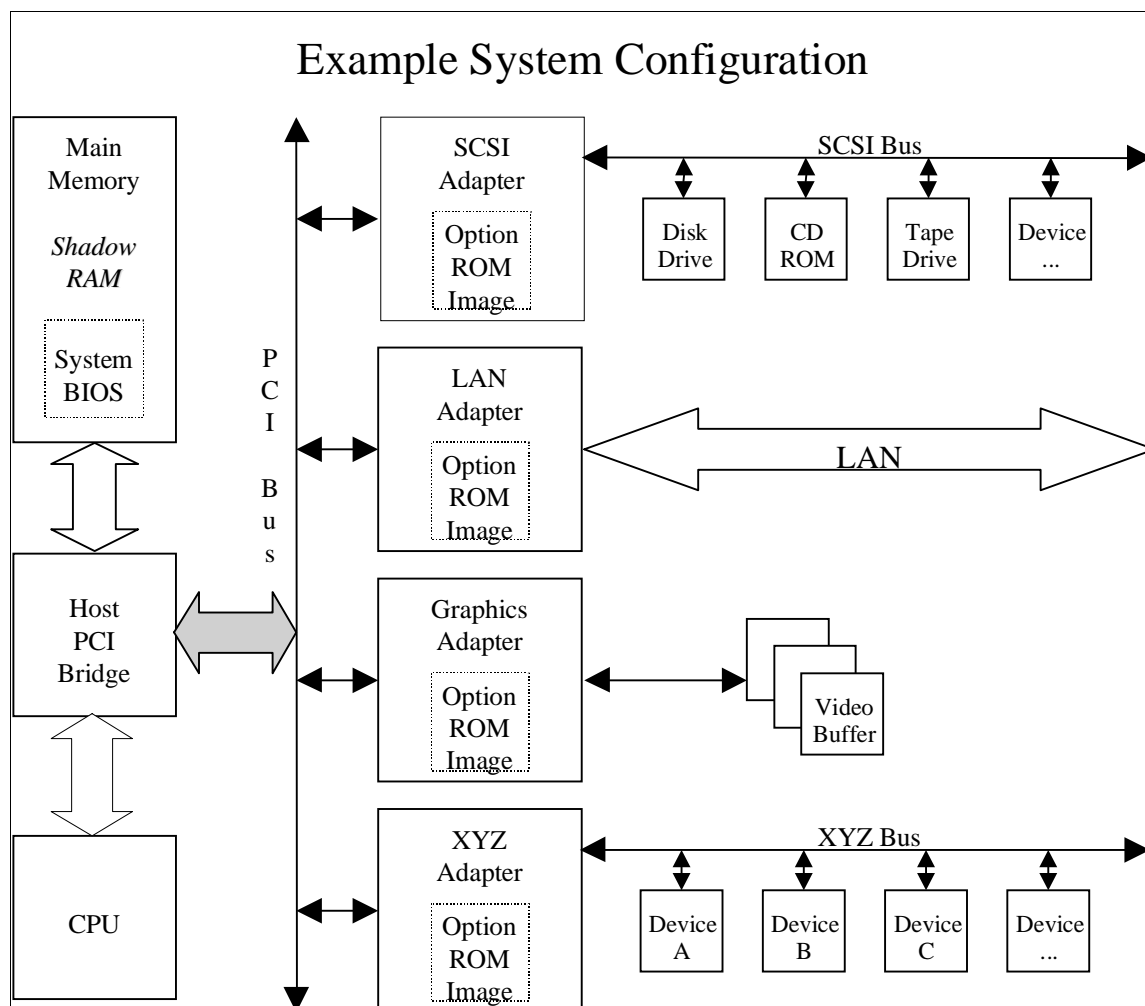 Example System Configuration
Main
Memory
Shadow
RAM
System
BIOS
Host
PCI
Bridge
CPU
P
C
I
B
u
s
SCSI
Adapter
Option
ROM
Image
SCSI Bus
Disk
Drive
CD
ROM
Tape
Drive
Device
...
LAN
Adapter
Option
ROM
Image
LAN
Graphics
Adapter
Option
ROM
Image
Video
Buffer
XYZ
Adapter
Option
ROM
Image
XYZ Bus
Device
A
Device
B
Device
C
Device
...